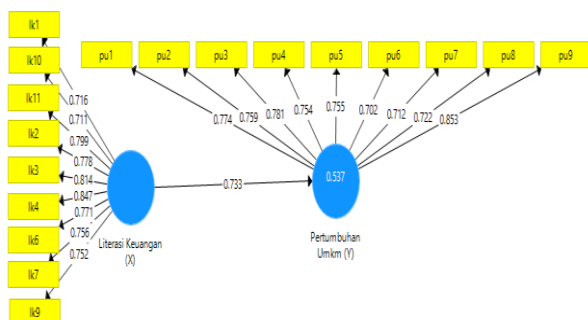 lk1
lk10
lk11
lk2
lk3
lk4
lk6
lk7
lk9
0.716
0.711
0.799
0.778
0.814
0.847
0.771
0.756
0.752
Literasi Keuangan
(X)
0.733
pu1 pu2 pu3 pu4 pu5 pu6 pu7 pu8 pu9
0.774 0.759 0.781 0.754 0.755 0.702 0.712 0.722 0.853
0.537
Pertumbuhan
Umkm (Y)